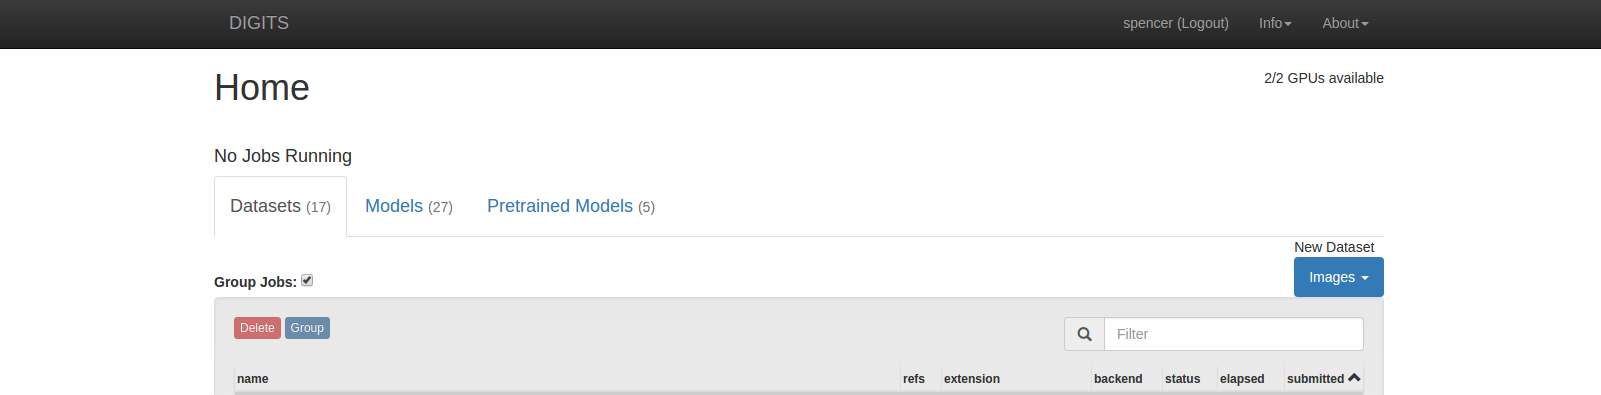 DIGITS spencer (Logout) Info About
Home 2/2 GPUs available
No Jobs Running
Datasets (17) Models (27) Pretrained Models (5)
New Dataset
Images
Group Jobs:
Delete Group Filter
name refs extension backend status elapsed submitted